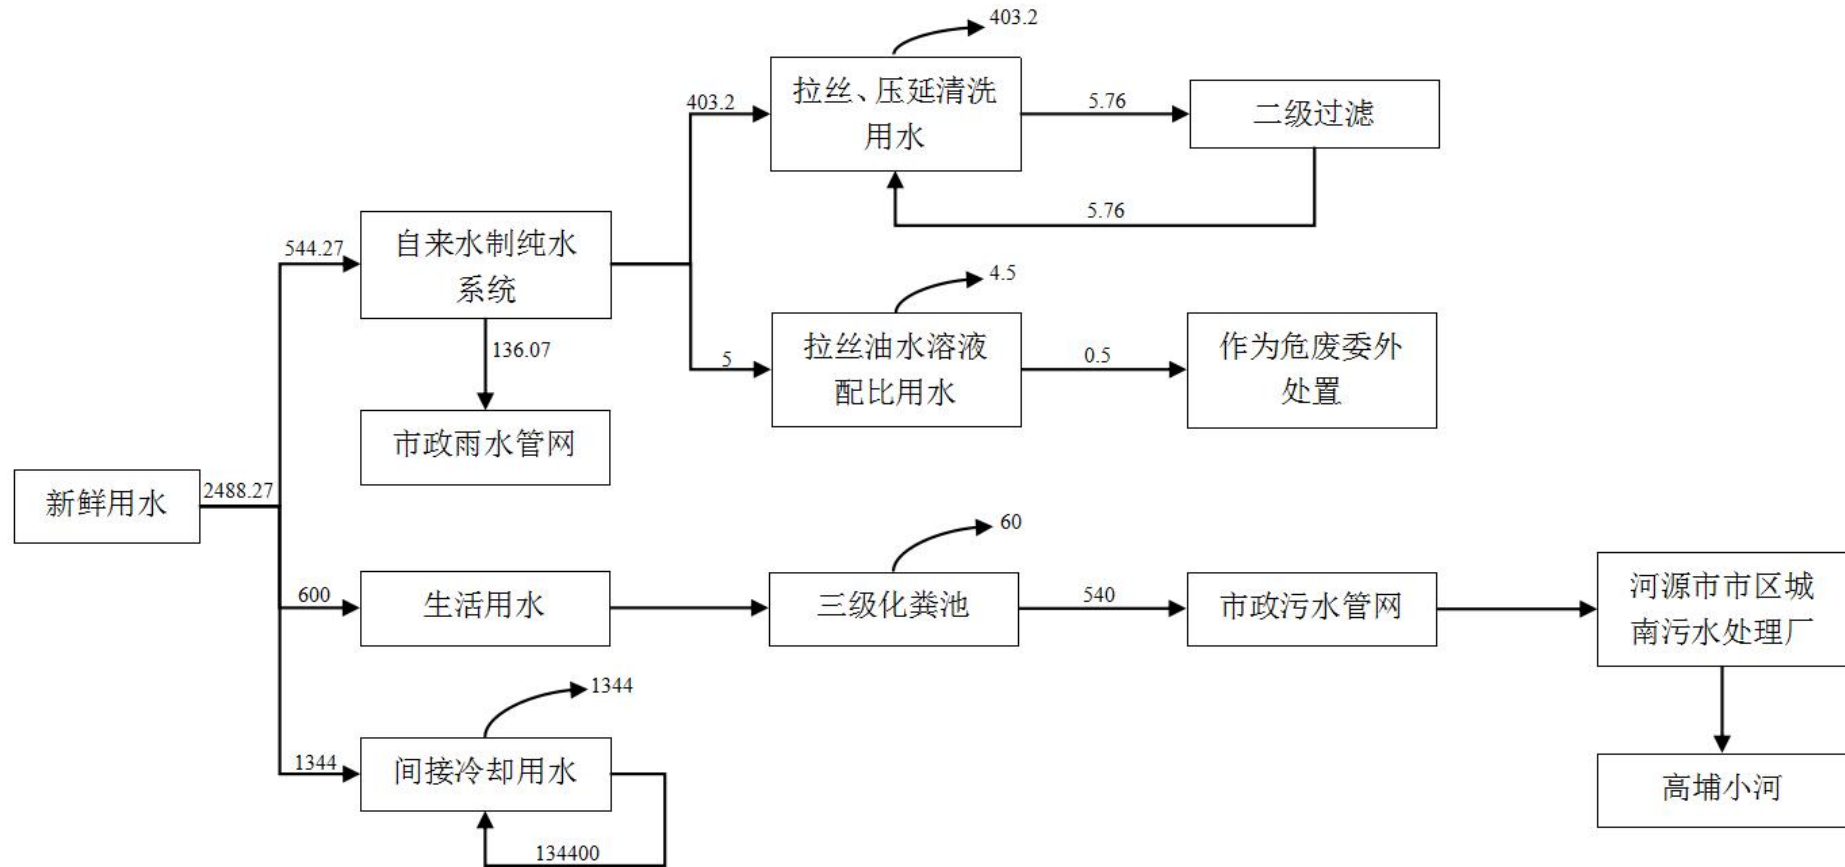 403.2
拉丝、压延清洗
用水
403.2
5.76
二级过滤
5.76
544.27
自来水制纯水
系统
4.5
136.07
5
拉丝油水溶液
配比用水
0.5
作为危废委外
处置
市政雨水管网
新鲜用水
2488.27
60
600
生活用水
三级化粪池
540
市政污水管网
河源市市区城
南污水处理厂
1344
1344
间接冷却用水
134400
高埔小河